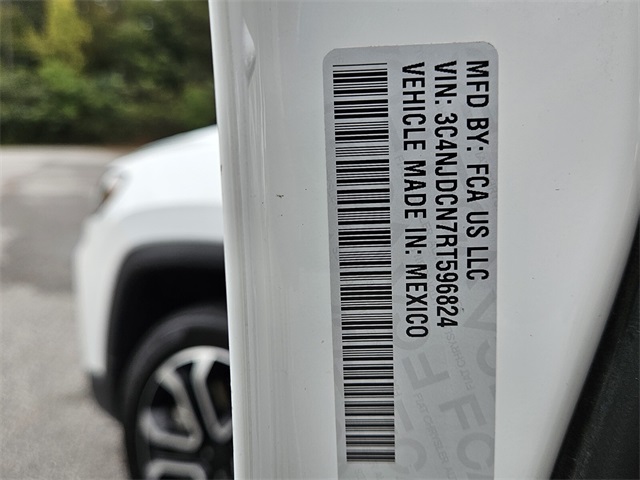 MFD BY: FCA US LLC
VIN: 3C4NJDCN7RT596824
VEHICLE MADE IN: MEXICO